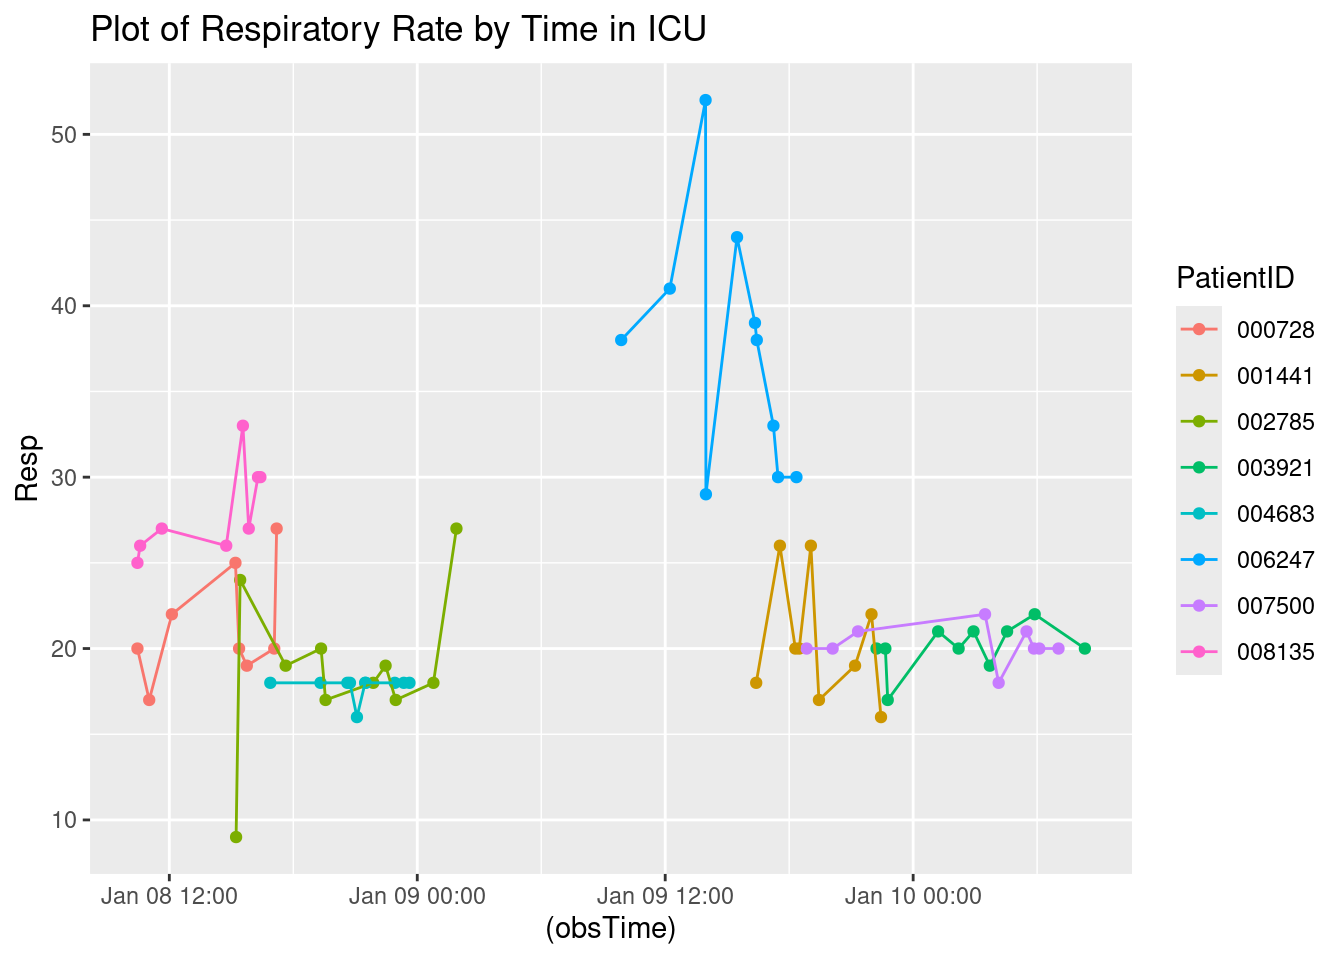 Plot of Respiratory Rate by Time in ICU
50
40
30
20
10
Resp
Jan 08 12:00
Jan 09 00:00
Jan 09 12:00
Jan 10 00:00
(obsTime)
PatientID
000728
001441
002785
003921
004683
006247
007500
008135